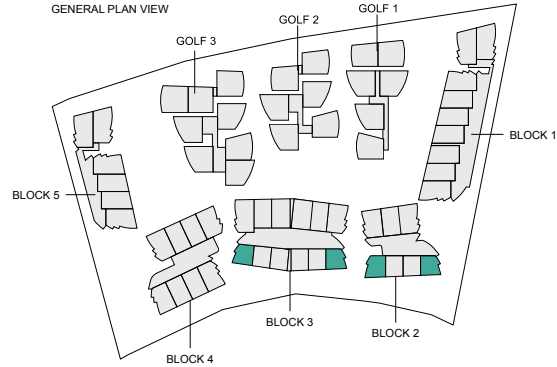 GENERAL PLAN VIEW
GOLF 1
GOLF 2
GOLF 3
BLOCK 1
BLOCK 5
BLOCK 3
BLOCK 2
BLOCK 4